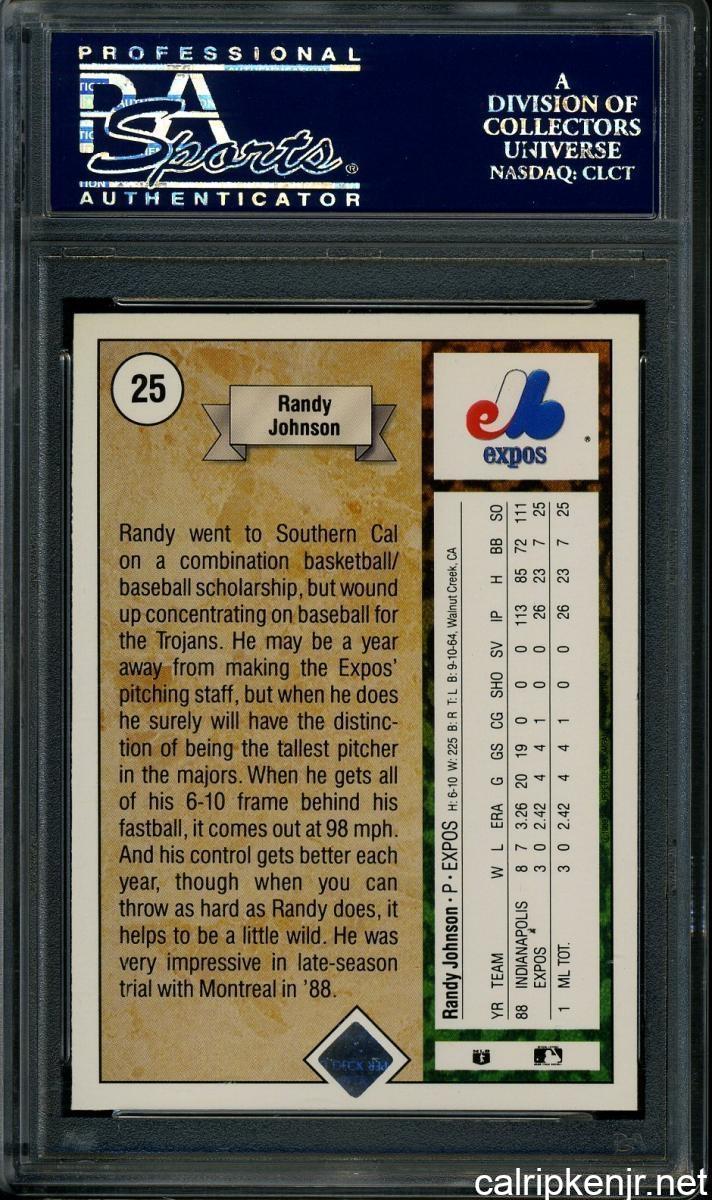 PROFESSIONAL
PSA
Sports ®
AUTHENTICATOR
A
DIVISION OF
COLLECTORS
UNIVERSE
NASDAQ: CLCT
25
Randy
Johnson
Randy went to Southern Cal
on a combination basketball/
baseball scholarship, but wound
up concentrating on baseball for
the Trojans. He may be a year
away from making the Expos'
pitching staff, but when he does
he surely will have the distinc-
tion of being the tallest pitcher
in the majors. When he gets all
of his 6-10 frame behind his
fastball, it comes out at 98 mph.
And his control gets better each
year, though when you can
throw as hard as Randy does, it
helps to be a little wild. He was
very impressive in late-season
trial with Montreal in '88.
expos ®
Randy Johnson • P • EXPOS H: 6-10 W: 225 B: R T: L B: 9-10-64, Walnut Creek, CA
YR TEAM W L ERA G GS CG SHO SV IP H BB SO
88 INDIANAPOLIS 8 7 3.26 20 19 0 0 0 113 85 72 111
EXPOS 3 0 2.42 4 4 1 0 0 26 23 7 25
1 ML TOT. 3 0 2.42 4 4 1 0 0 26 23 7 25
calripkenjr.net